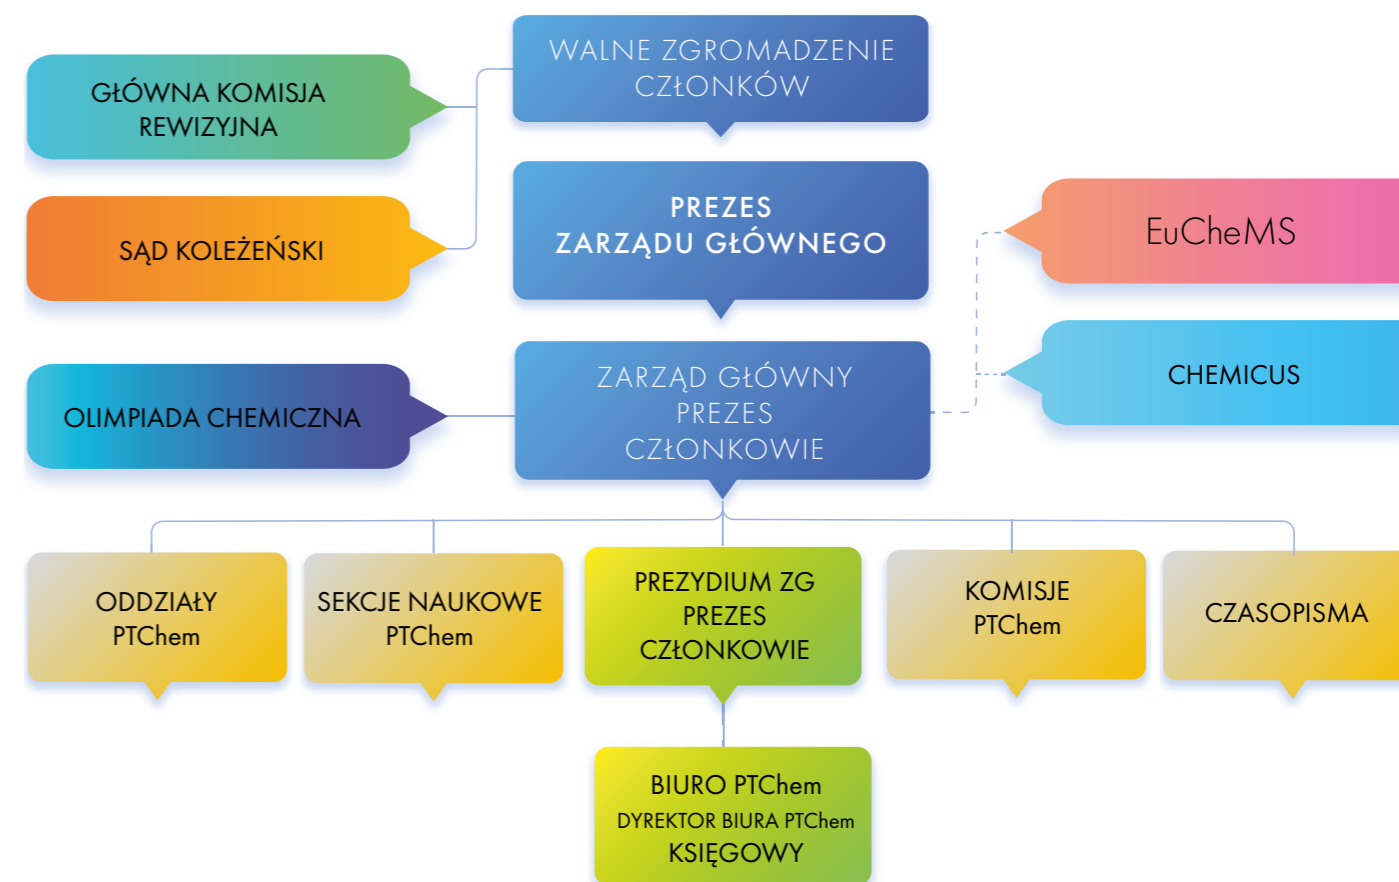 WALNE ZGROMADZENIE
CZŁONKÓW
GŁÓWNA KOMISJA
REWIZYJNA
PREZES
ZARZĄDU GŁÓWNEGO
SĄD KOLEŻEŃSKI
EuCheMS
ZARZĄD GŁÓWNY
PREZES
CZŁONKOWIE
CHEMICUS
OLIMPIADA CHEMICZNA
ODDZIAŁY
PTChem
SEKCJE NAUKOWE
PTChem
PREZYDIUM ZG
PREZES
CZŁONKOWIE
KOMISJE
PTChem
CZASOPISMA
BIURO PTChem
DYREKTOR BIURA PTChem
KSIĘGOWY